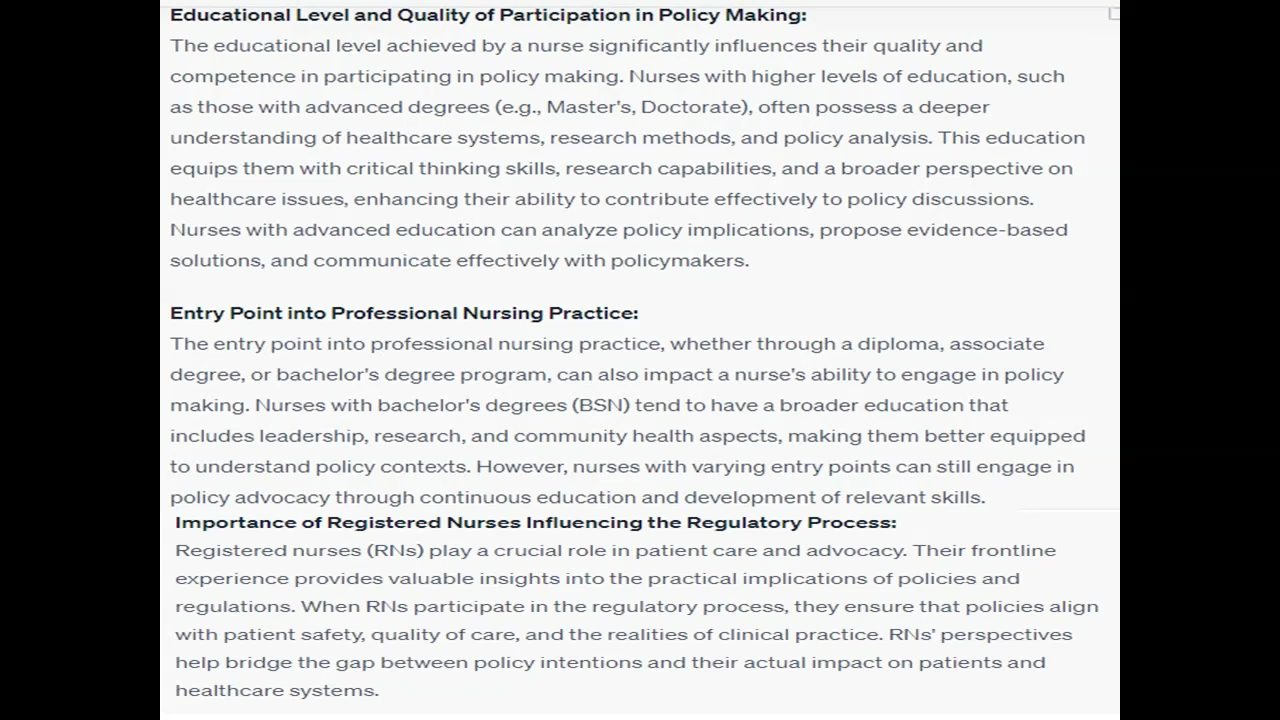 Educational Level and Quality of Participation in Policy Making:
The educational level achieved by a nurse significantly influences their quality and
competence in participating in policy making. Nurses with higher levels of education, such
as those with advanced degrees (e.g., Master's, Doctorate), often possess a deeper
understanding of healthcare systems, research methods, and policy analysis. This education
equips them with critical thinking skills, research capabilities, and a broader perspective on
healthcare issues, enhancing their ability to contribute effectively to policy discussions.
Nurses with advanced education can analyze policy implications, propose evidence-based
solutions, and communicate effectively with policymakers.
Entry Point into Professional Nursing Practice:
The entry point into professional nursing practice, whether through a diploma, associate
degree, or bachelor's degree program, can also impact a nurse's ability to engage in policy
making. Nurses with bachelor's degrees (BSN) tend to have a broader education that
includes leadership, research, and community health aspects, making them better equipped
to understand policy contexts. However, nurses with varying entry points can still engage in
policy advocacy through continuous education and development of relevant skills.
Importance of Registered Nurses Influencing the Regulatory Process:
Registered nurses (RNs) play a crucial role in patient care and advocacy. Their frontline
experience provides valuable insights into the practical implications of policies and
regulations. When RNs participate in the regulatory process, they ensure that policies align
with patient safety, quality of care, and the realities of clinical practice. RNs' perspectives
help bridge the gap between policy intentions and their actual impact on patients and
healthcare systems.